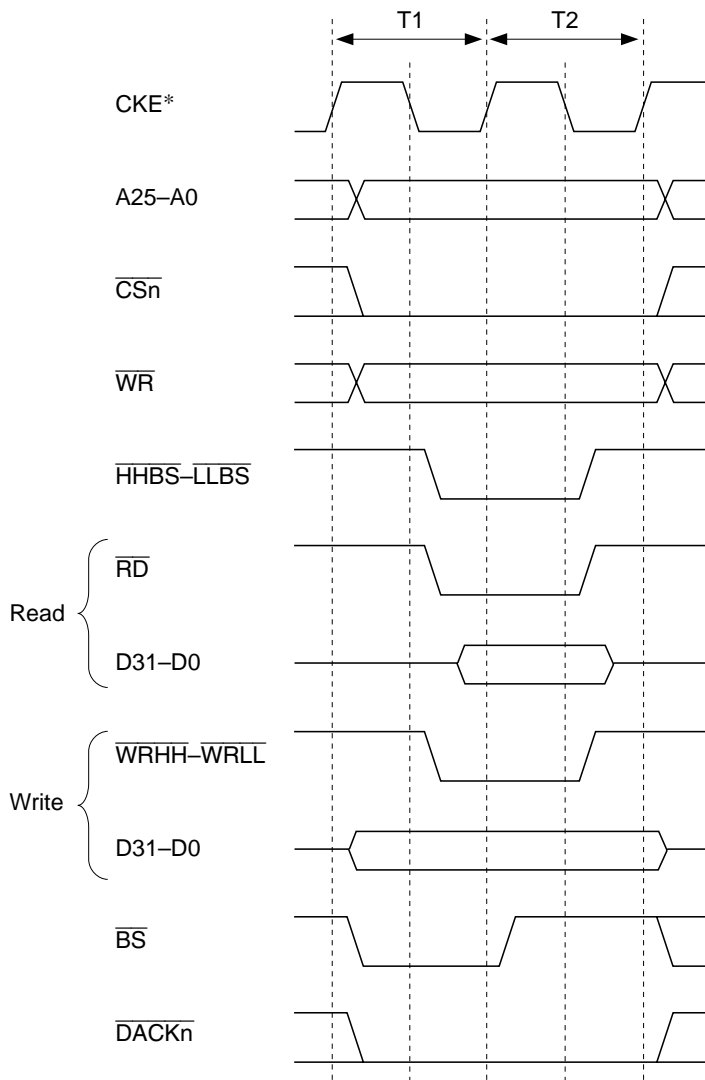 T1 T2
CKE*
A25–A0
CSn
WR
HHBS–LLBS
Read
RD
D31–D0
Write
WRHH–WRLL
D31–D0
BS
DACKn